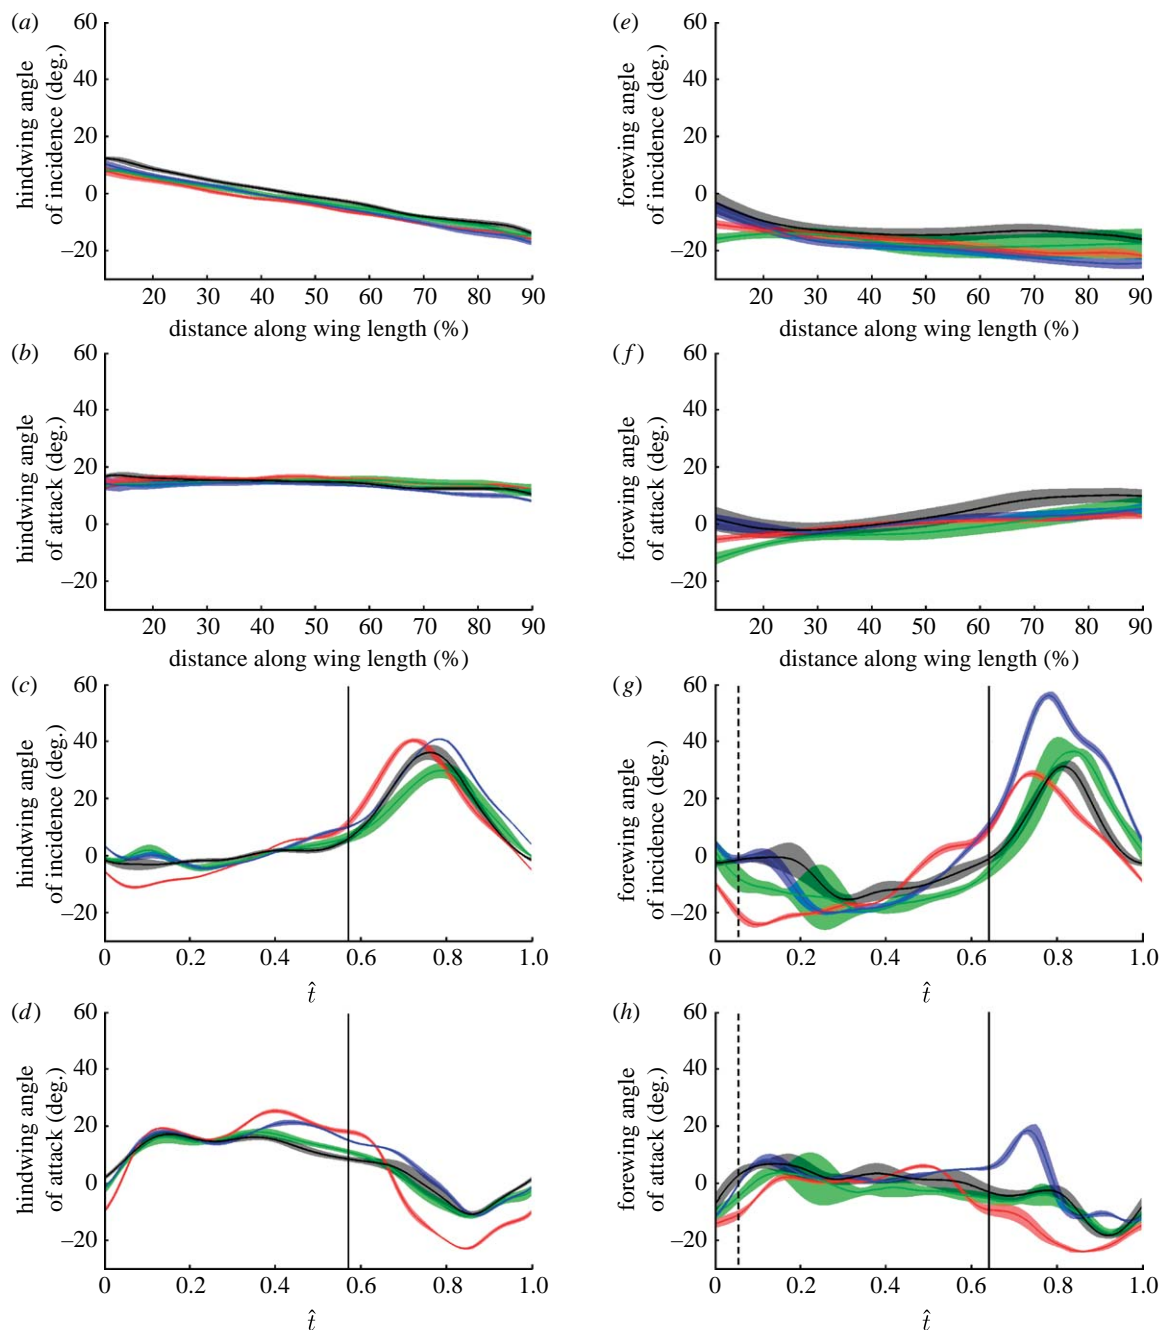 (a)
hindwing angle
of incidence (deg.)
60
40
20
0
–20
20 30 40 50 60 70 80 90
distance along wing length (%)
(e)
forewing angle
of incidence (deg.)
60
40
20
0
–20
20 30 40 50 60 70 80 90
distance along wing length (%)
(b)
hindwing angle
of attack (deg.)
60
40
20
0
–20
20 30 40 50 60 70 80 90
distance along wing length (%)
(f)
forewing angle
of attack (deg.)
60
40
20
0
–20
20 30 40 50 60 70 80 90
distance along wing length (%)
(c)
hindwing angle
of incidence (deg.)
60
40
20
0
–20
0 0.2 0.4 0.6 0.8 1.0
t̂
(g)
forewing angle
of incidence (deg.)
60
40
20
0
–20
0 0.2 0.4 0.6 0.8 1.0
t̂
(d)
hindwing angle
of attack (deg.)
60
40
20
0
–20
0 0.2 0.4 0.6 0.8 1.0
t̂
(h)
forewing angle
of attack (deg.)
60
40
20
0
–20
0 0.2 0.4 0.6 0.8 1.0
t̂